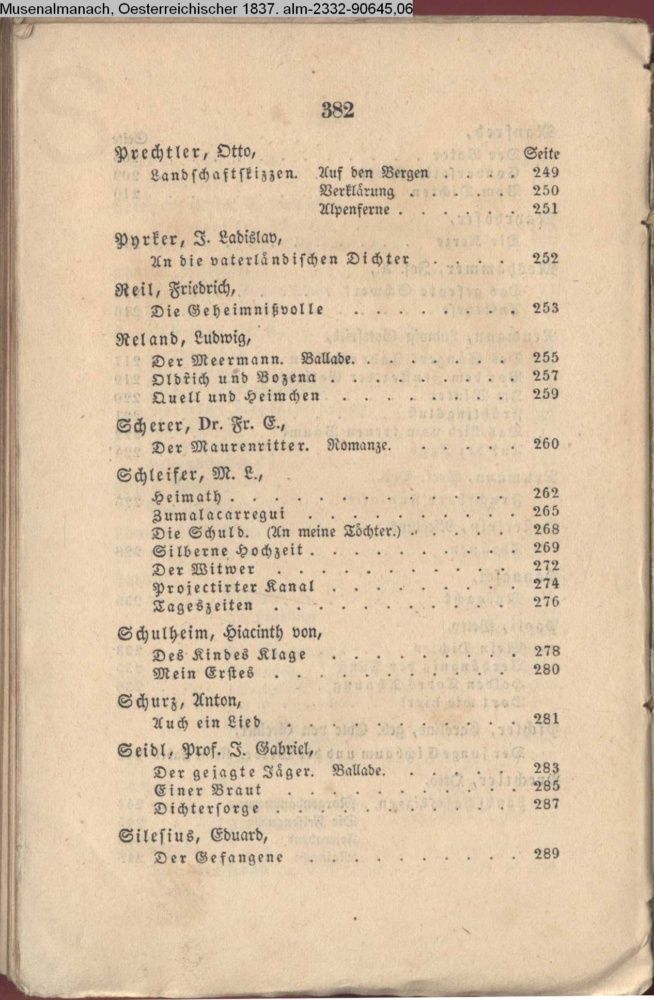 Musenalmanach, Oesterreichischer 1837. alm-2332-90645,06
382
Prechtler, Otto, Seite
Landschaftskizzen. Auf den Bergen . . . . . 249
Verklärung . . . . . . 250
Alpenferne . . . . . . . 251
Pyrker, J. Ladislav,
An die vaterländischen Dichter . . . . 252
Reil, Friedrich,
Die Geheimnißvolle . . . . . . . . 253
Reland, Ludwig,
Der Meermann. Ballade. . . . . . . . 255
Oldřich und Bozena . . . . . . . . . 257
Quell und Heimchen . . . . . . . . 259
Scherer, Dr. Fr. E.,
Der Maurenritter. Romanze. . . . . . 260
Schleifer, M. L.,
Heimath . . . . . . . . . . . . . 262
Zumalacarregui . . . . . . . . . . 265
Die Schuld. (An meine Töchter.) . . . . . . 268
Silberne Hochzeit . . . . . . . . . . 269
Der Witwer . . . . . . . . . . . 272
Projectirter Kanal . . . . . . . . . 274
Tageszeiten . . . . . . . . . . . 276
Schulheim, Hiacinth von,
Des Kindes Klage . . . . . . . . . 278
Mein Erstes . . . . . . . . . . . 280
Schurz, Anton,
Auch ein Lied . . . . . . . . . . 281
Seidl, Prof. J. Gabriel,
Der gejagte Jäger. Ballade. . . . . . . 283
Einer Braut . . . . . . . . . . . 285
Dichtersorge . . . . . . . . . . . 287
Silesius, Eduard,
Der Gefangene . . . . . . . . . . 289